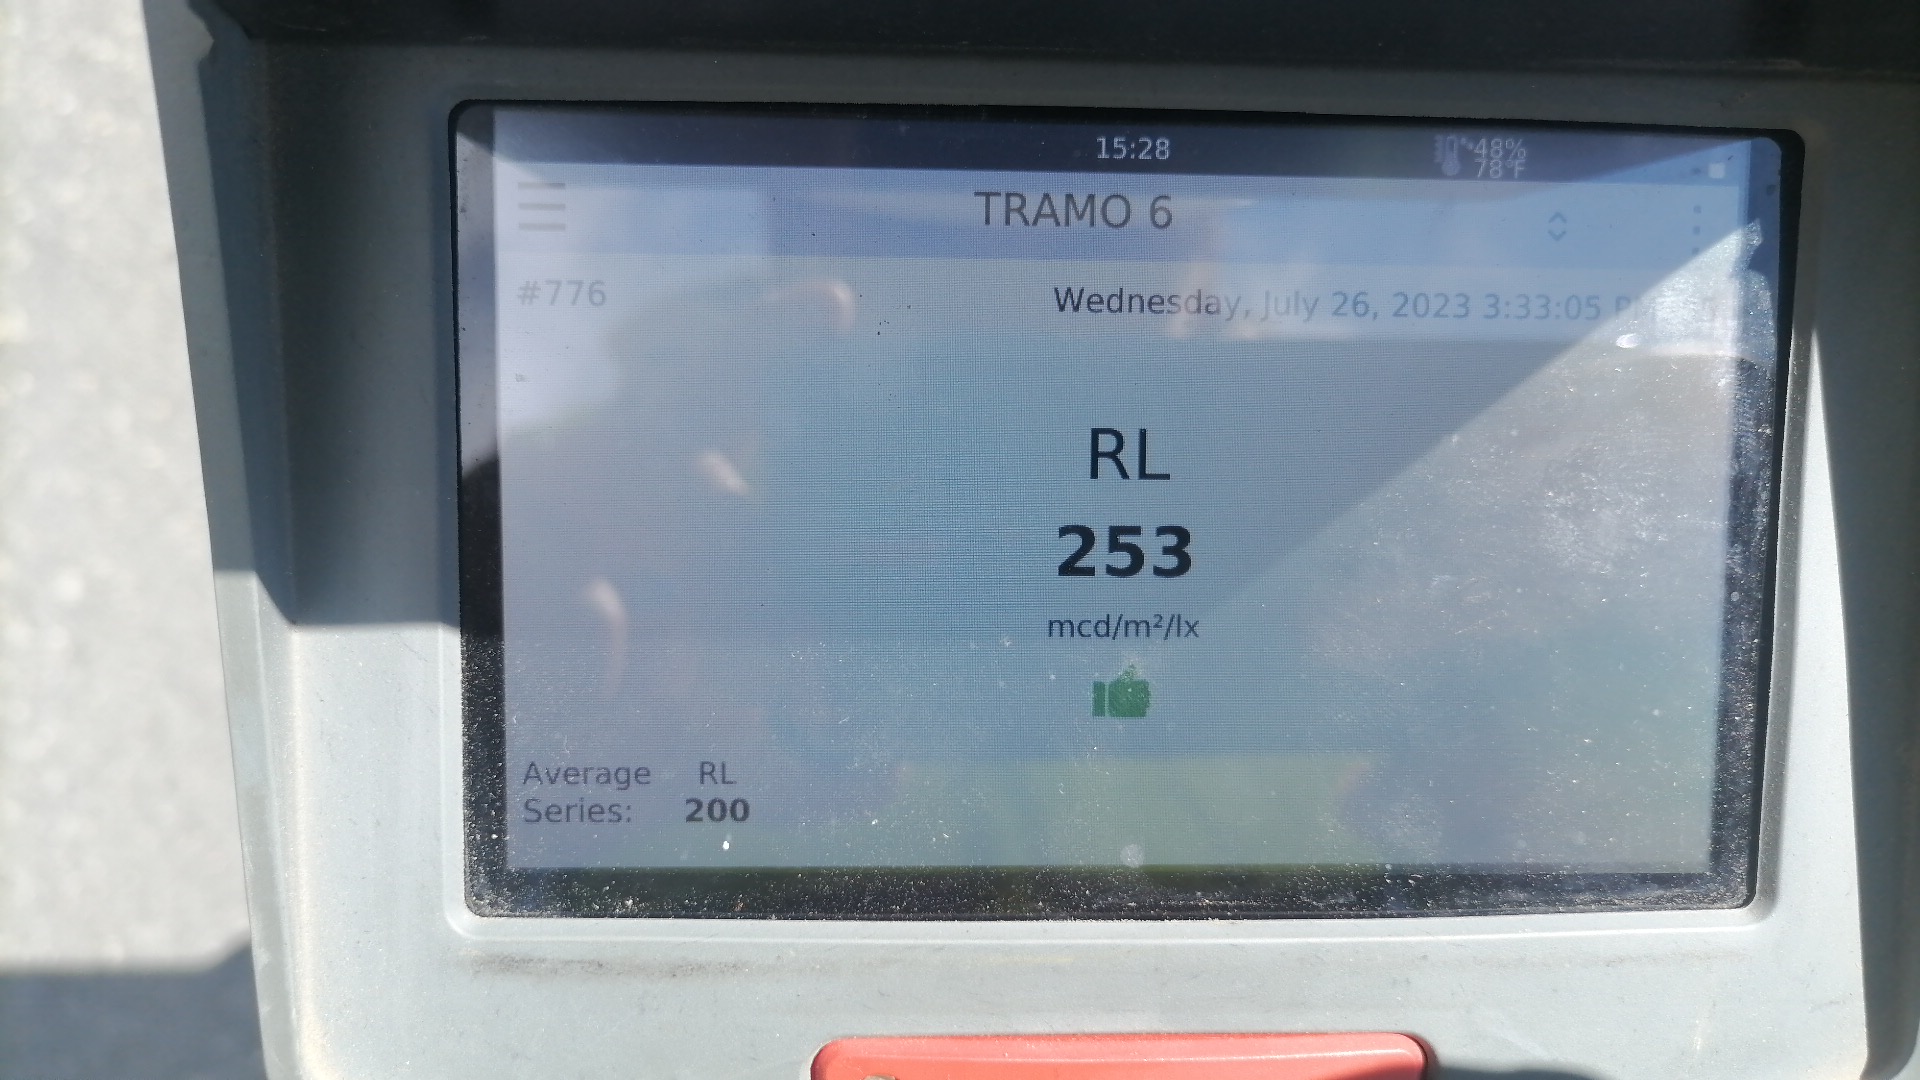 15:28
48%
78°F
TRAMO 6
#776
Wednesday, July 26, 2023 3:33:05
RL
253
mcd/m²/lx
Average RL
Series: 200